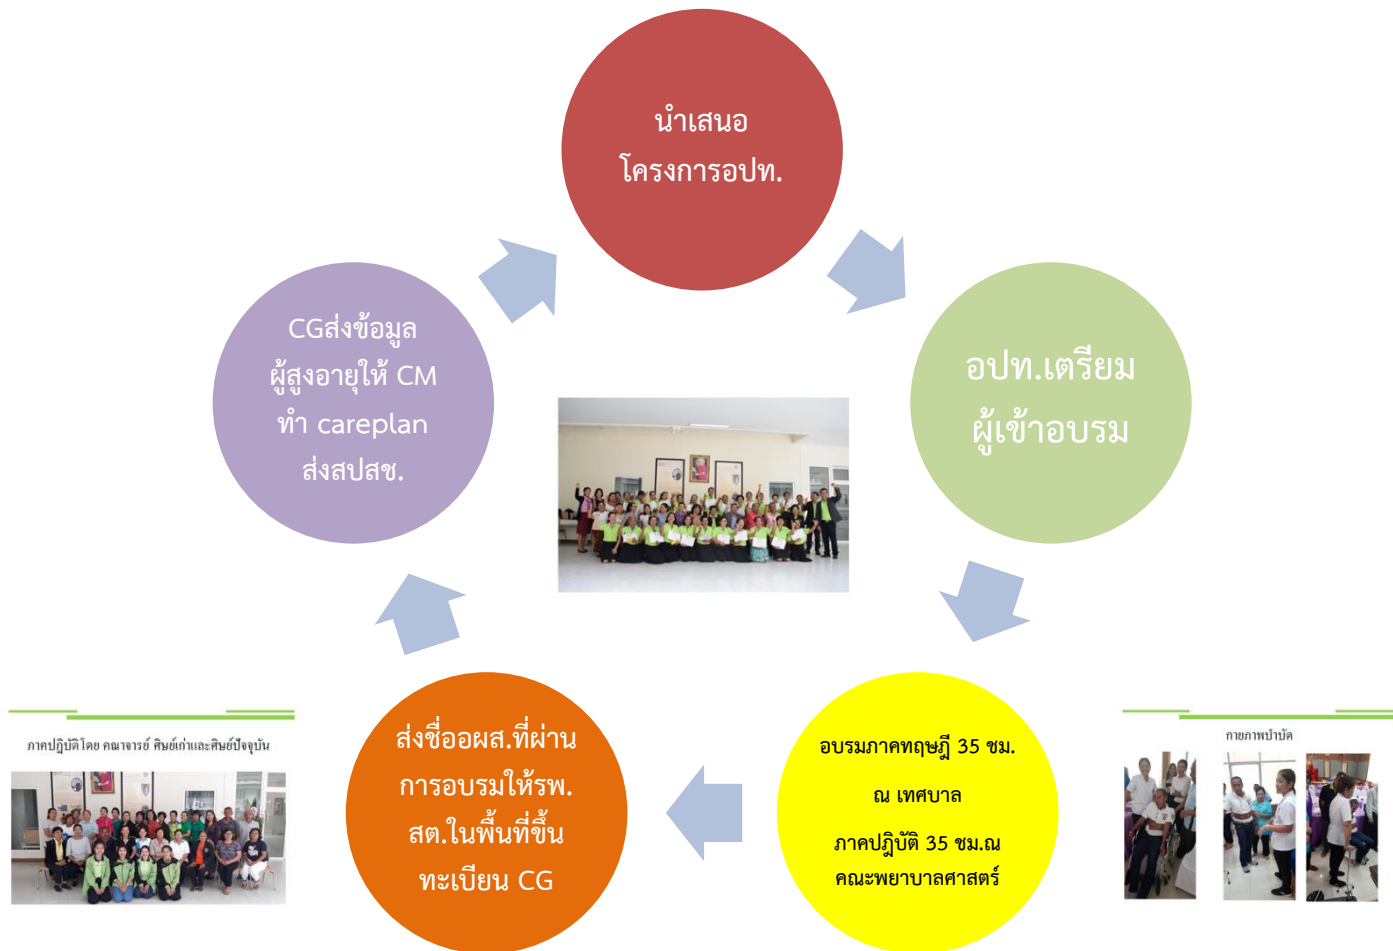 นำเสนอ
โครงการอปท.
อปท.เตรียม
ผู้เข้าอบรม
อบรมภาคทฤษฎี 35 ชม.
ณ เทศบาล
ภาคปฎิบัติ 35 ชม.ณ
คณะพยาบาลศาสตร์
ส่งชื่ออผส.ที่ผ่าน
การอบรมให้รพ.
สต.ในพื้นที่ขึ้น
ทะเบียน CG
CGส่งข้อมูล
ผู้สูงอายุให้ CM
ทำ careplan
ส่งสปสช.
ภาคปฏิบัติโดย คณาจารย์ ศิษย์เก่าและศิษย์ปัจจุบัน
กายภาพบำบัด